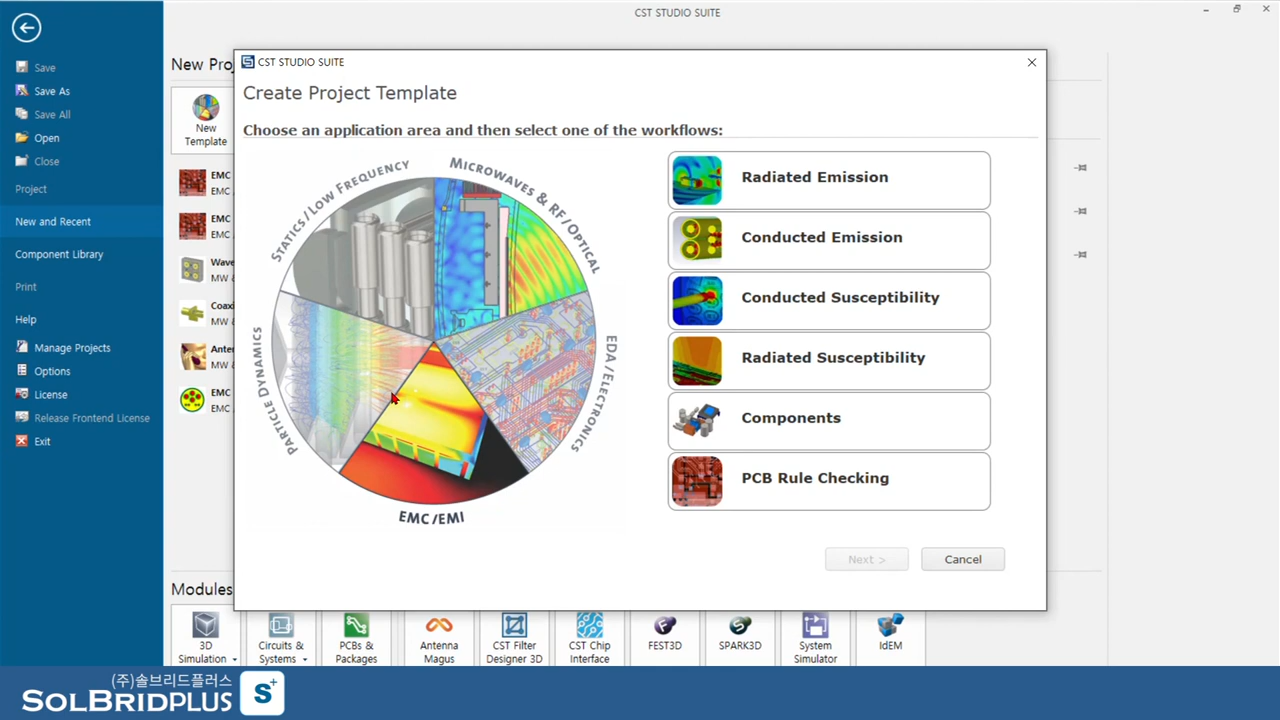 CST STUDIO SUITE
Save
Save As
Save All
Open
Close
Project
New and Recent
Component Library
Print
Help
Manage Projects
Options
License
Release Frontend License
Exit
New Proj
New
Template
EMC
EMC
EMC
EMC
Wave
MW &
Coaxi
MW &
Anter
MW &
EMC
EMC
CST STUDIO SUITE
Create Project Template
Choose an application area and then select one of the workflows:
STATICS/LOW FREQUENCY
MICROWAVES & RF/OPTICAL
EDA/ELECTRONICS
EMC/EMI
PARTICLE DYNAMICS
Radiated Emission
Conducted Emission
Conducted Susceptibility
Radiated Susceptibility
Components
PCB Rule Checking
Next >
Cancel
Modules
3D
Simulation
Circuits &
Systems
PCBs &
Packages
Antenna
Magus
CST Filter
Designer 3D
CST Chip
Interface
FEST3D
SPARK3D
System
Simulator
IdEM
(주)솔브리드플러스
SOLBRIDPLUS
S+